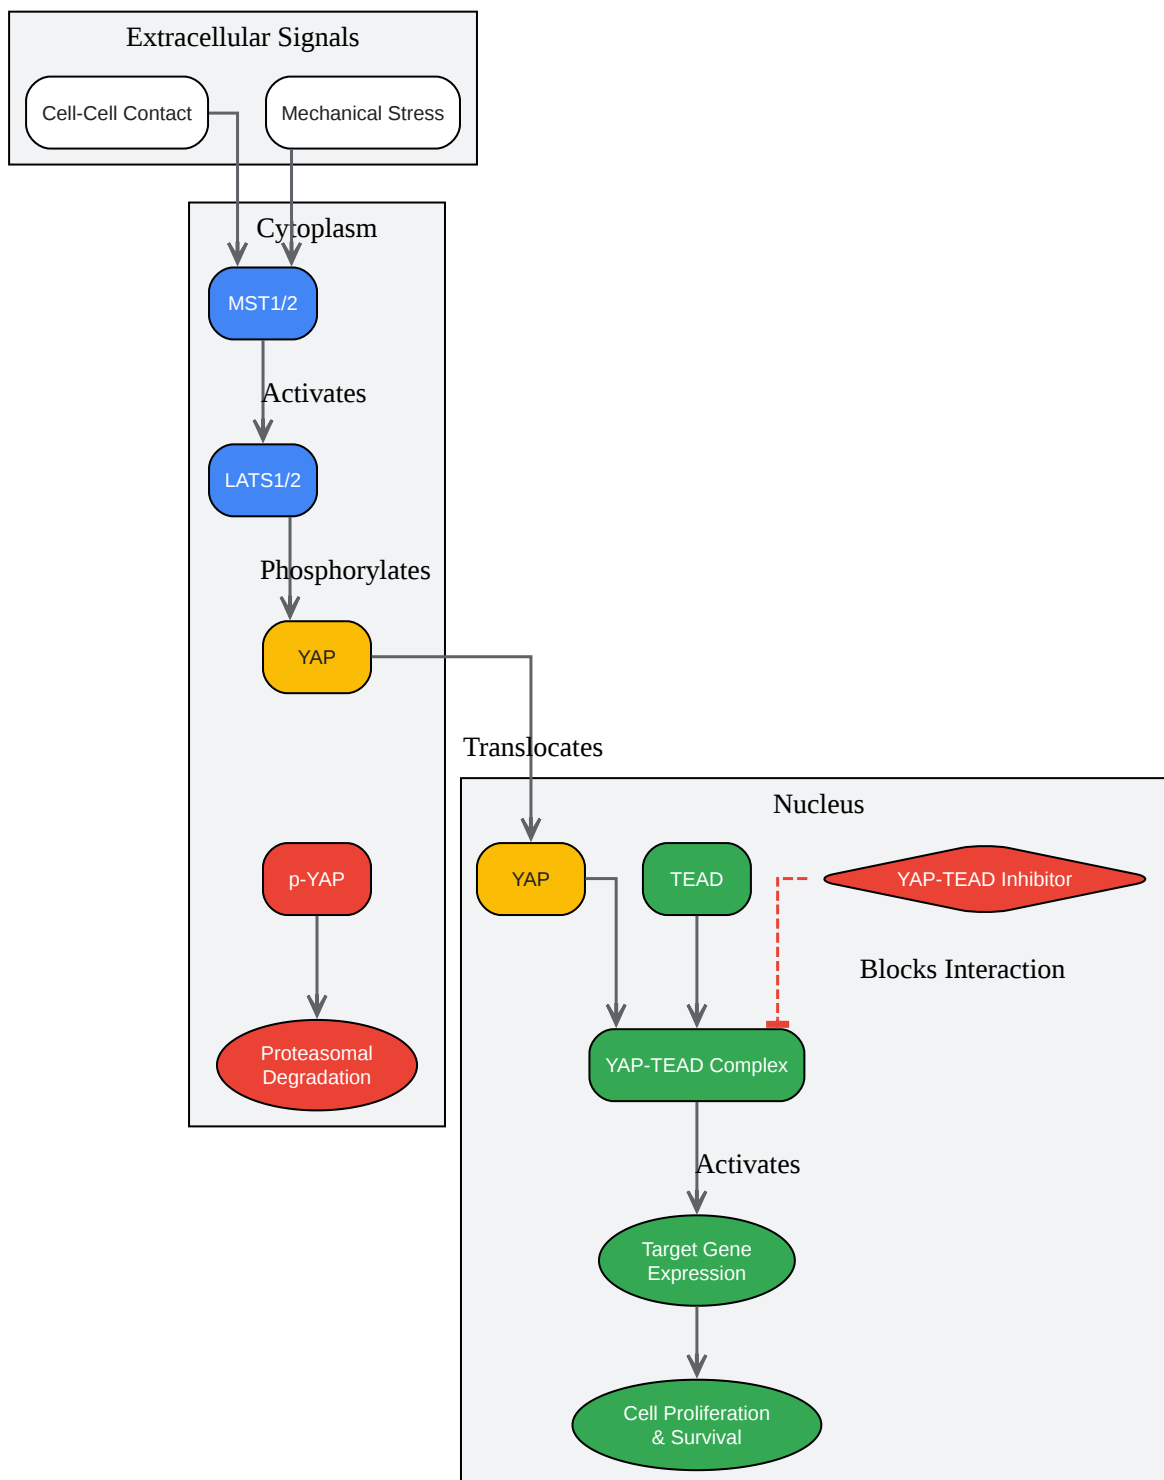 Extracellular Signals
Cell-Cell Contact
Mechanical Stress
Cytoplasm
MST1/2
Activates
LATS1/2
Phosphorylates
YAP
Translocates
Nucleus
p-YAP
YAP
TEAD
YAP-TEAD Inhibitor
Blocks Interaction
Proteasomal
Degradation
YAP-TEAD Complex
Activates
Target Gene
Expression
Cell Proliferation
& Survival